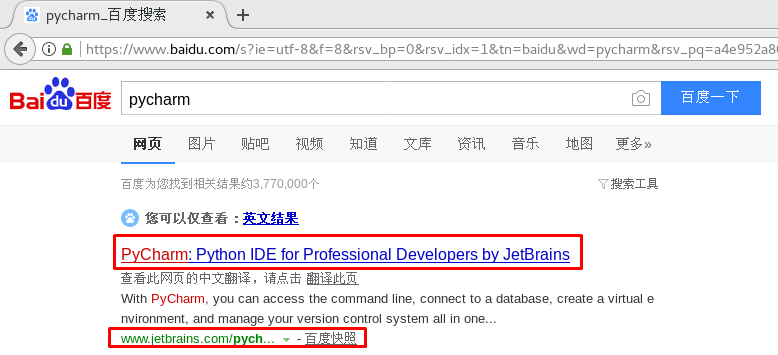 pycharm_百度搜索
https://www.baidu.com/s?ie=utf-8&f=8&rsv_bp=0&rsv_idx=1&tn=baidu&wd=pycharm&rsv_pq=a4e952a80
Bai du 百度 pycharm 百度一下
网页 图片 贴吧 视频 知道 文库 资讯 音乐 地图 更多»
百度为您找到相关结果约3,770,000个 搜索工具
您可以仅查看：英文结果
PyCharm: Python IDE for Professional Developers by JetBrains
查看此网页的中文翻译，请点击 翻译此页
With PyCharm, you can access the command line, connect to a database, create a virtual e
nvironment, and manage your version control system all in one...
www.jetbrains.com/pych... - 百度快照